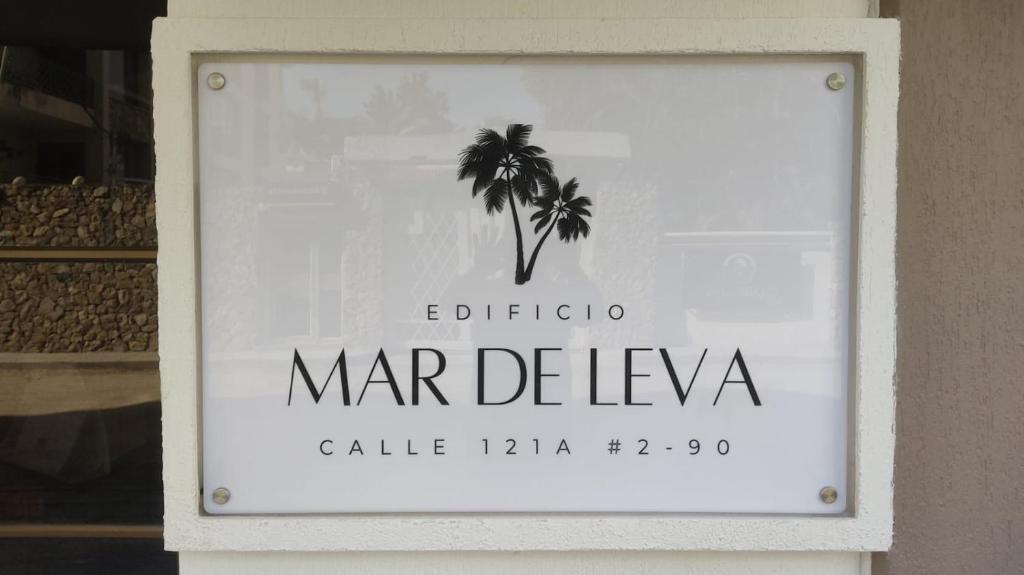 EDIFICIO
MAR DE LEVA
CALLE 121A #2-90